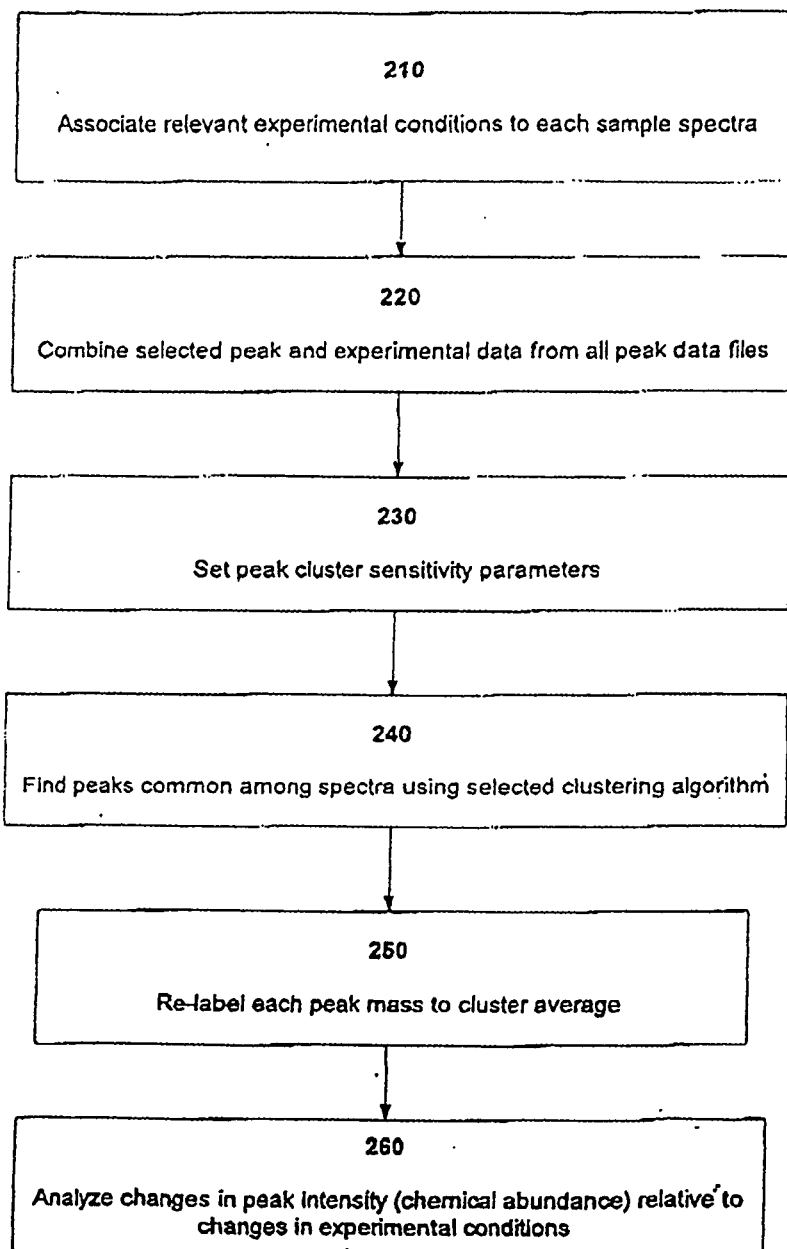 210
Associate relevant experimental conditions to each sample spectra
220
Combine selected peak and experimental data from all peak data files
230
Set peak cluster sensitivity parameters
240
Find peaks common among spectra using selected clustering algorithm
250
Re-label each peak mass to cluster average
260
Analyze changes in peak intensity (chemical abundance) relative to
changes in experimental conditions